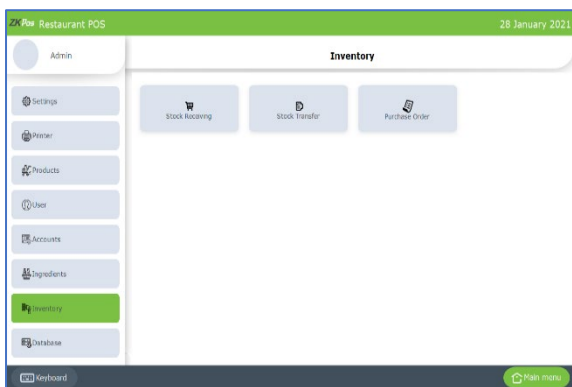 ZKPos Restaurant POS
28 January 2021
Admin
Inventory
Settings
Printer
Products
User
Accounts
Ingredients
Inventory
Database
Stock Receiving
Stock Transfer
Purchase Order
Keyboard
Main menu